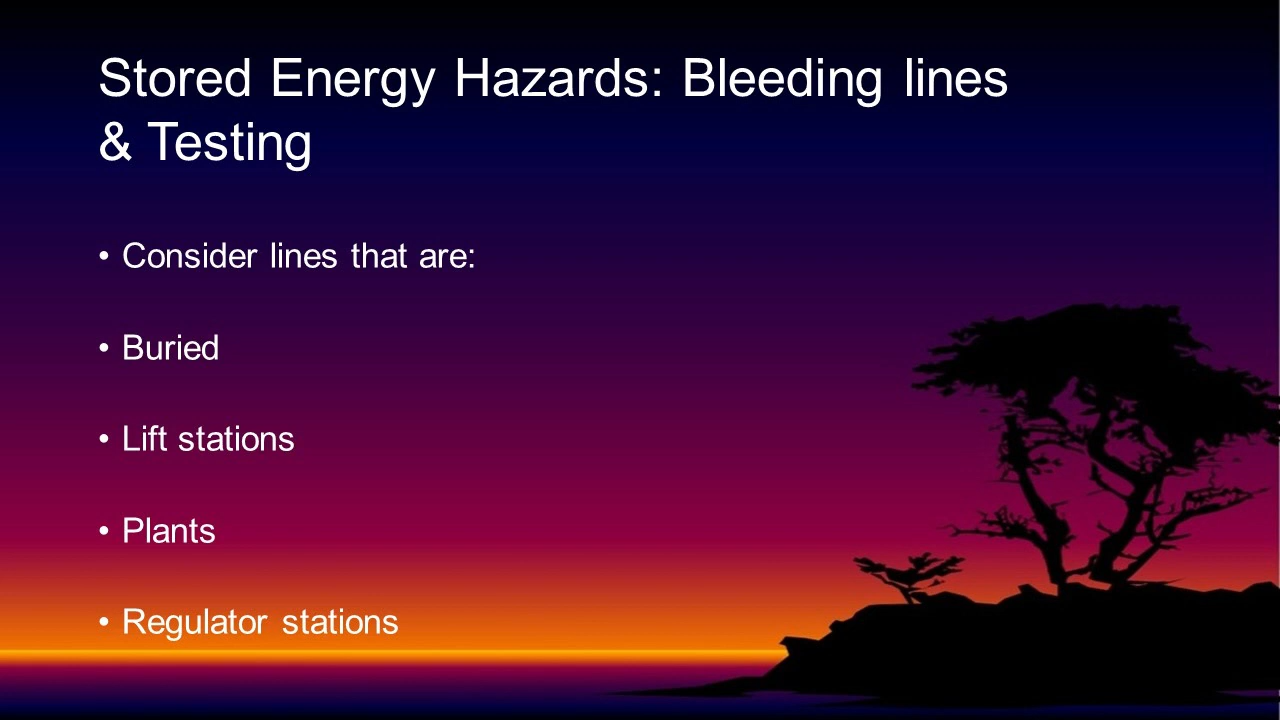 Stored Energy Hazards: Bleeding lines
& Testing
• Consider lines that are:
• Buried
• Lift stations
• Plants
• Regulator stations